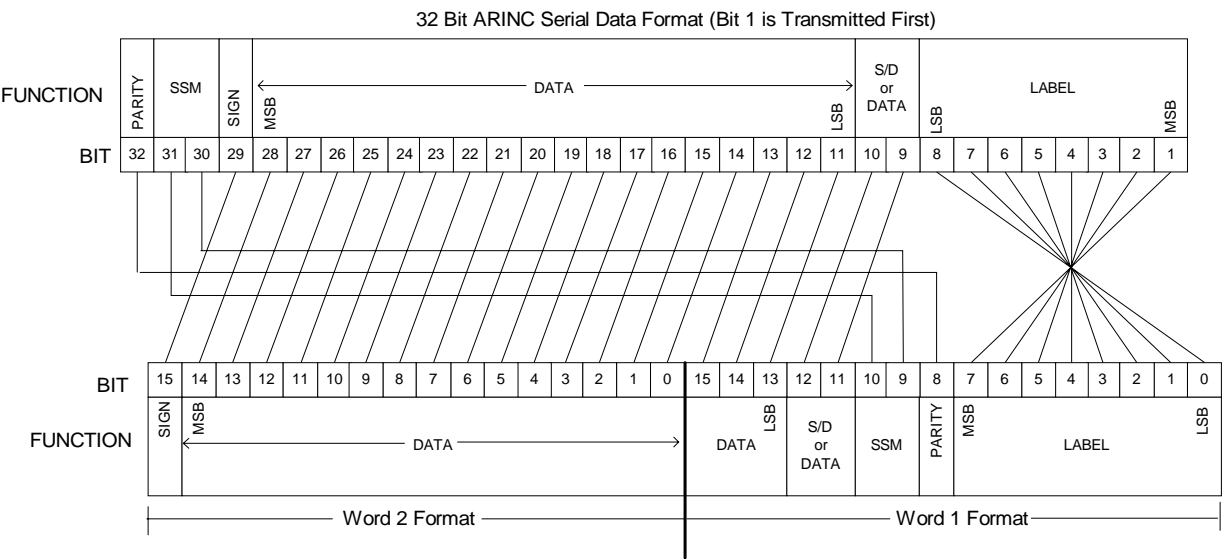 32 Bit ARINC Serial Data Format (Bit 1 is Transmitted First)
FUNCTION
PARITY
SSM
SIGN
MSB
DATA
LSB
S/D
or
DATA
LSB
LABEL
MSB
BIT 32 31 30 29 28 27 26 25 24 23 22 21 20 19 18 17 16 15 14 13 12 11 10 9 8 7 6 5 4 3 2 1
BIT 15 14 13 12 11 10 9 8 7 6 5 4 3 2 1 0 15 14 13 12 11 10 9 8 7 6 5 4 3 2 1 0
FUNCTION
SIGN
MSB
DATA
DATA
LSB
S/D
or
DATA
SSM
PARITY
MSB
LABEL
LSB
Word 2 Format
Word 1 Format